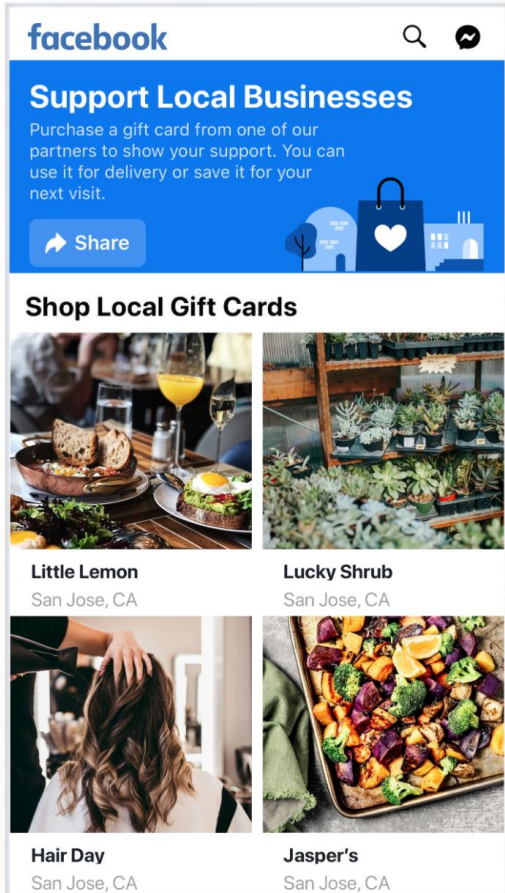 facebook
Support Local Businesses
Purchase a gift card from one of our
partners to show your support. You can
use it for delivery or save it for your
next visit.
Share
Shop Local Gift Cards
Little Lemon
San Jose, CA
Lucky Shrub
San Jose, CA
Hair Day
San Jose, CA
Jasper's
San Jose, CA